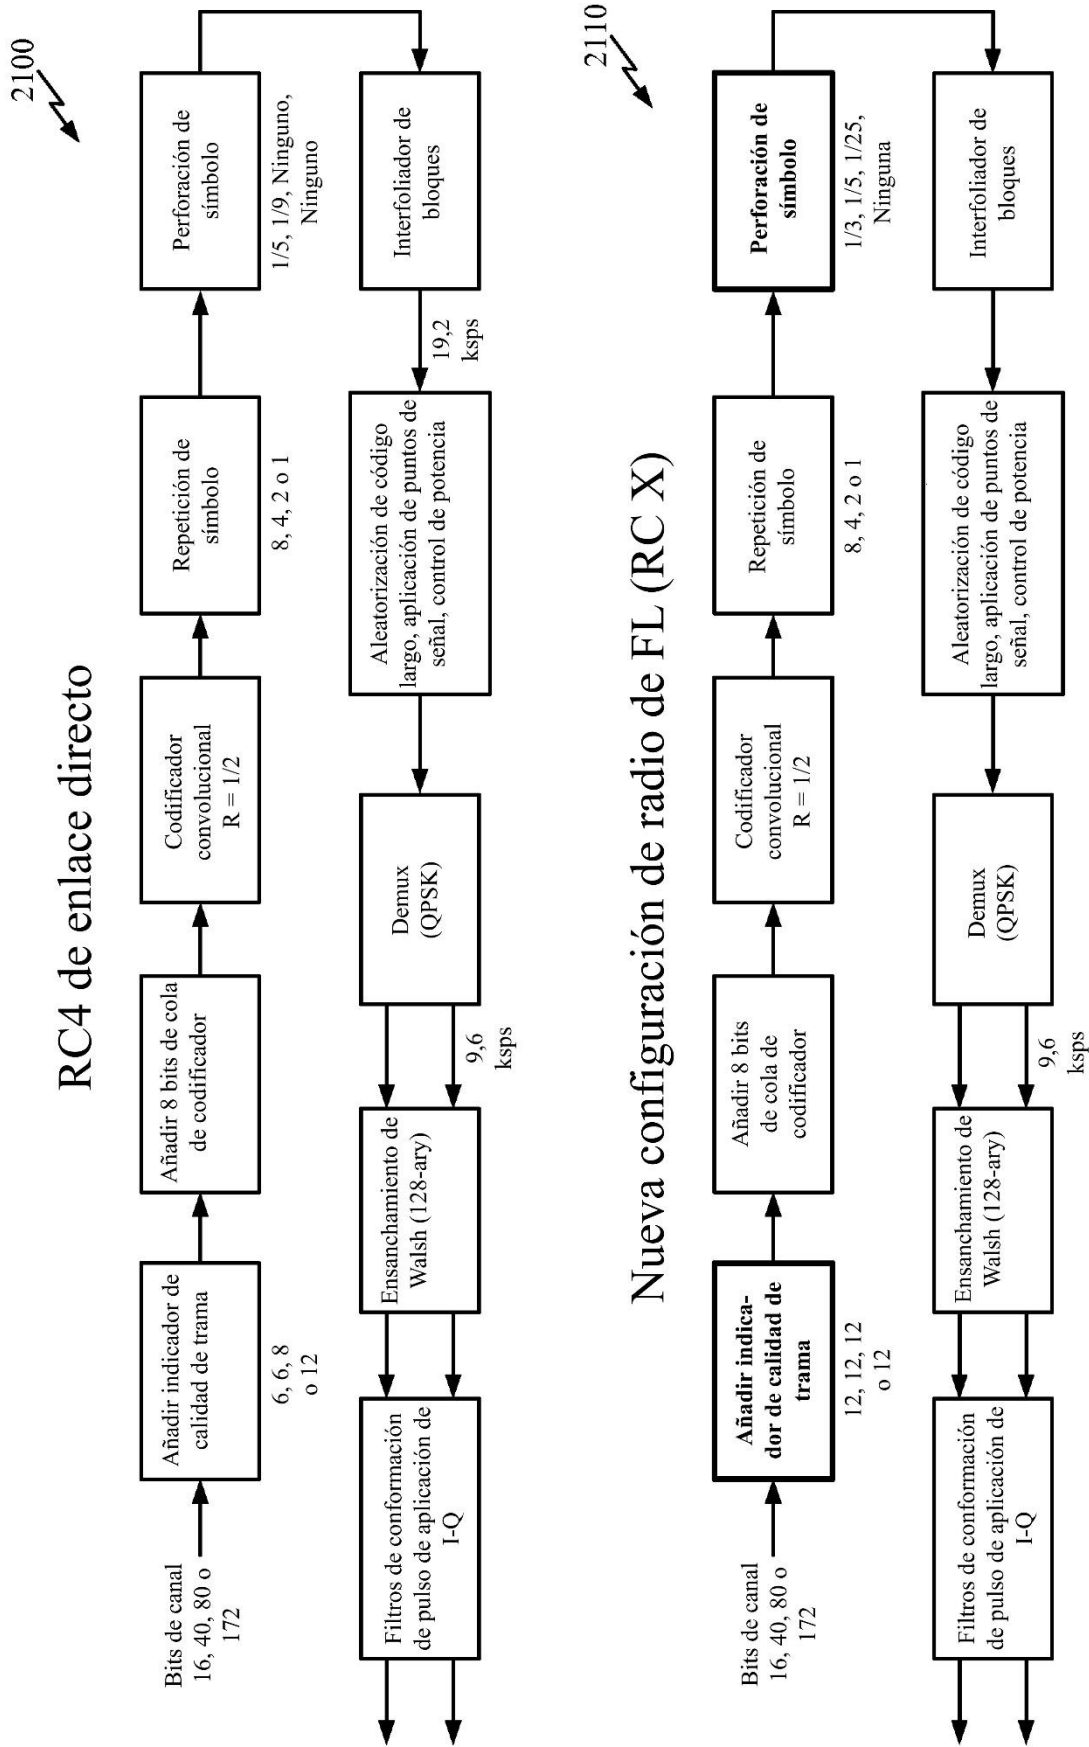 2100
RC4 de enlace directo
Bits de canal
16, 40, 80 o
172
Añadir indicador de
calidad de trama
6, 6, 8
o 12
Añadir 8 bits de cola
de codificador
Codificador
convolucional
R = 1/2
Repetición de
símbolo
8, 4, 2 o 1
Perforación de
símbolo
1/5, 1/9, Ninguno,
Ninguno
Interfoliador de
bloques
19,2
ksps
Aleatorización de código
largo, aplicación de puntos de
señal, control de potencia
Demux
(QPSK)
9,6
ksps
Ensanchamiento de
Walsh (128-ary)
Filtros de conformación
de pulso de aplicación de
I-Q
2110
Nueva configuración de radio de FL (RC X)
Bits de canal
16, 40, 80 o
172
Añadir indica-
dor de calidad de
trama
12, 12, 12
o 12
Añadir 8 bits
de cola de
codificador
Codificador
convolucional
R = 1/2
Repetición de
símbolo
8, 4, 2 o 1
Perforación de
símbolo
1/3, 1/5, 1/25,
Ninguna
Interfoliador de
bloques
Aleatorización de código
largo, aplicación de puntos de
señal, control de potencia
Demux
(QPSK)
9,6
ksps
Ensanchamiento de
Walsh (128-ary)
Filtros de conformación
de pulso de aplicación de
I-Q